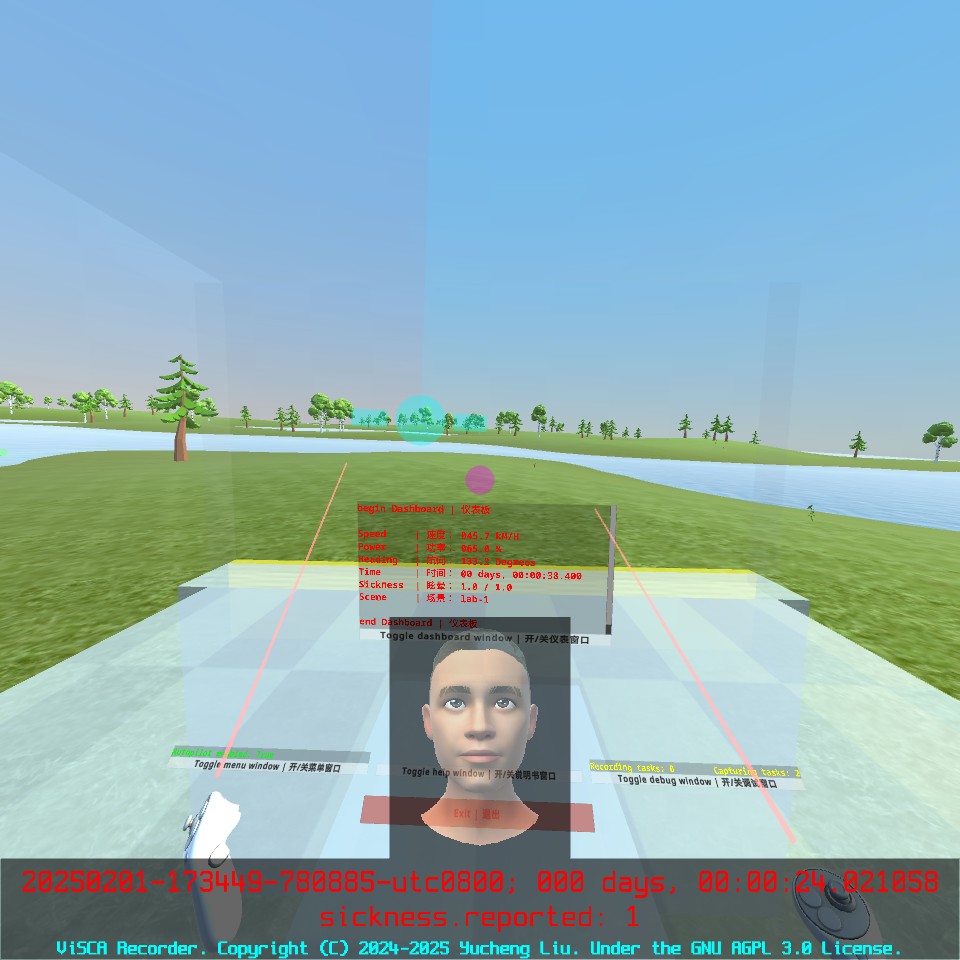 begin Dashboard | 仪表板
Speed | 速度: 045.7 KM/H
Power | 功率: 065.0 %
Heading | 航向: Degrees
Time | 时间: 00 days, 00:00:38.400
Sickness | 眩晕: 1.0 / 1.0
Scene | 场景: lab-1
end Dashboard | 仪表板
Toggle dashboard window | 开/关仪表窗口
Toggle menu window | 开/关菜单窗口
Toggle help window | 开/关说明书窗口
Recording tasks: 0 Capturing tasks: 2
Toggle debug window | 开/关调试窗口
Exit | 退出
20250201-173449-780885-utc0800; 000 days, 00:00:24.021058
sickness.reported: 1
ViSCA Recorder. Copyright (C) 2024-2025 Yucheng Liu. Under the GNU AGPL 3.0 License.